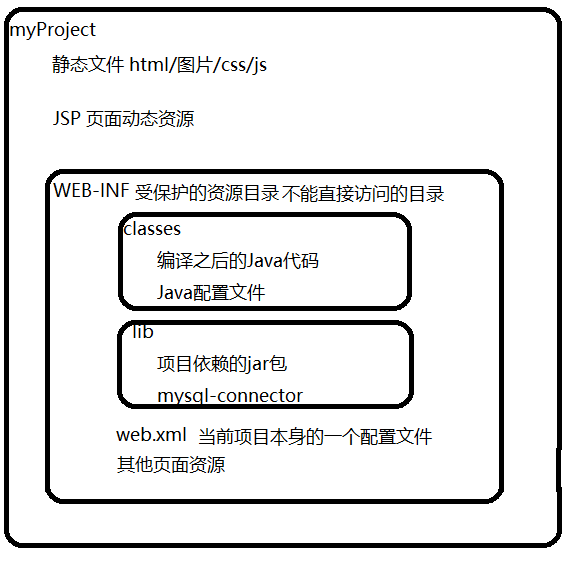 myProject
静态文件 html/图片/css/js
JSP 页面动态资源
WEB-INF 受保护的资源目录 不能直接访问的目录
classes
编译之后的Java代码
Java配置文件
lib
项目依赖的jar包
mysql-connector
web.xml 当前项目本身的一个配置文件
其他页面资源